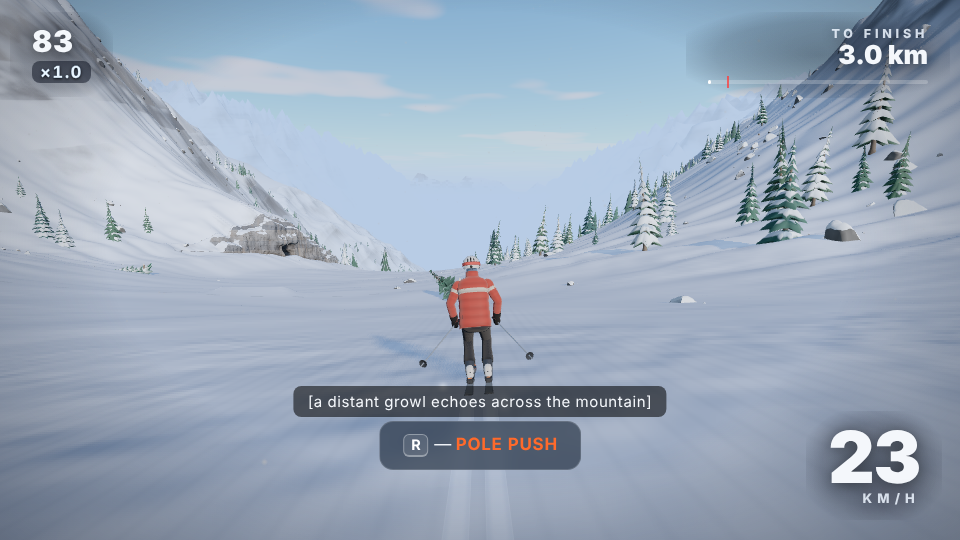 83
×1.0
TO FINISH
3.0 km
[a distant growl echoes across the mountain]
R — POLE PUSH
23
KM/H